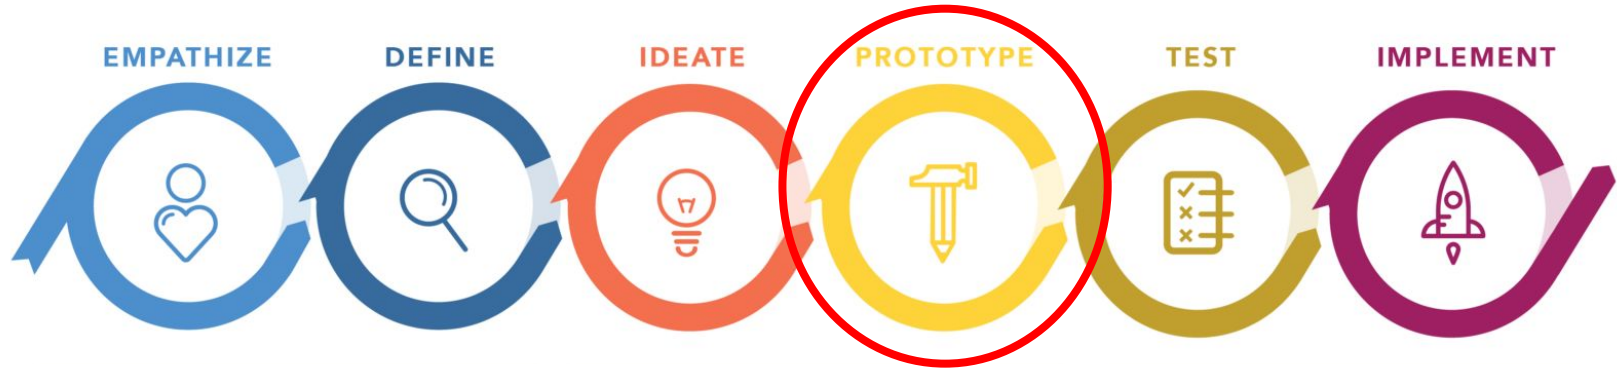 EMPATHIZE
DEFINE
IDEATE
PROTOTYPE
TEST
IMPLEMENT